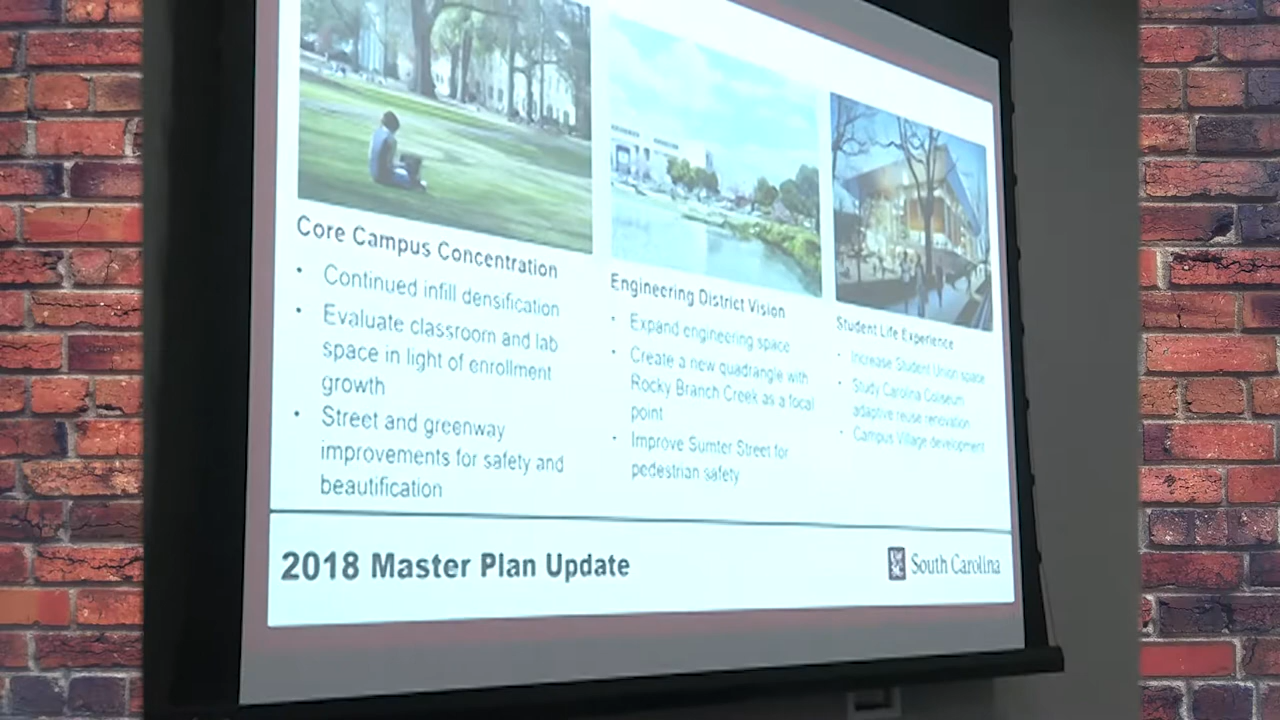 Core Campus Concentration
• Continued infill densification
• Evaluate classroom and lab
space in light of enrollment
growth
• Street and greenway
improvements for safety and
beautification
Engineering District Vision
• Expand engineering space
• Create a new quadrangle with
Rocky Branch Creek as a focal
point
• Improve Sumter Street for
pedestrian safety
Student Life Experience
• Increase Student Union space
• Study Carolina Coliseum
adaptive reuse renovation
• Campus Village development
2018 Master Plan Update
South Carolina